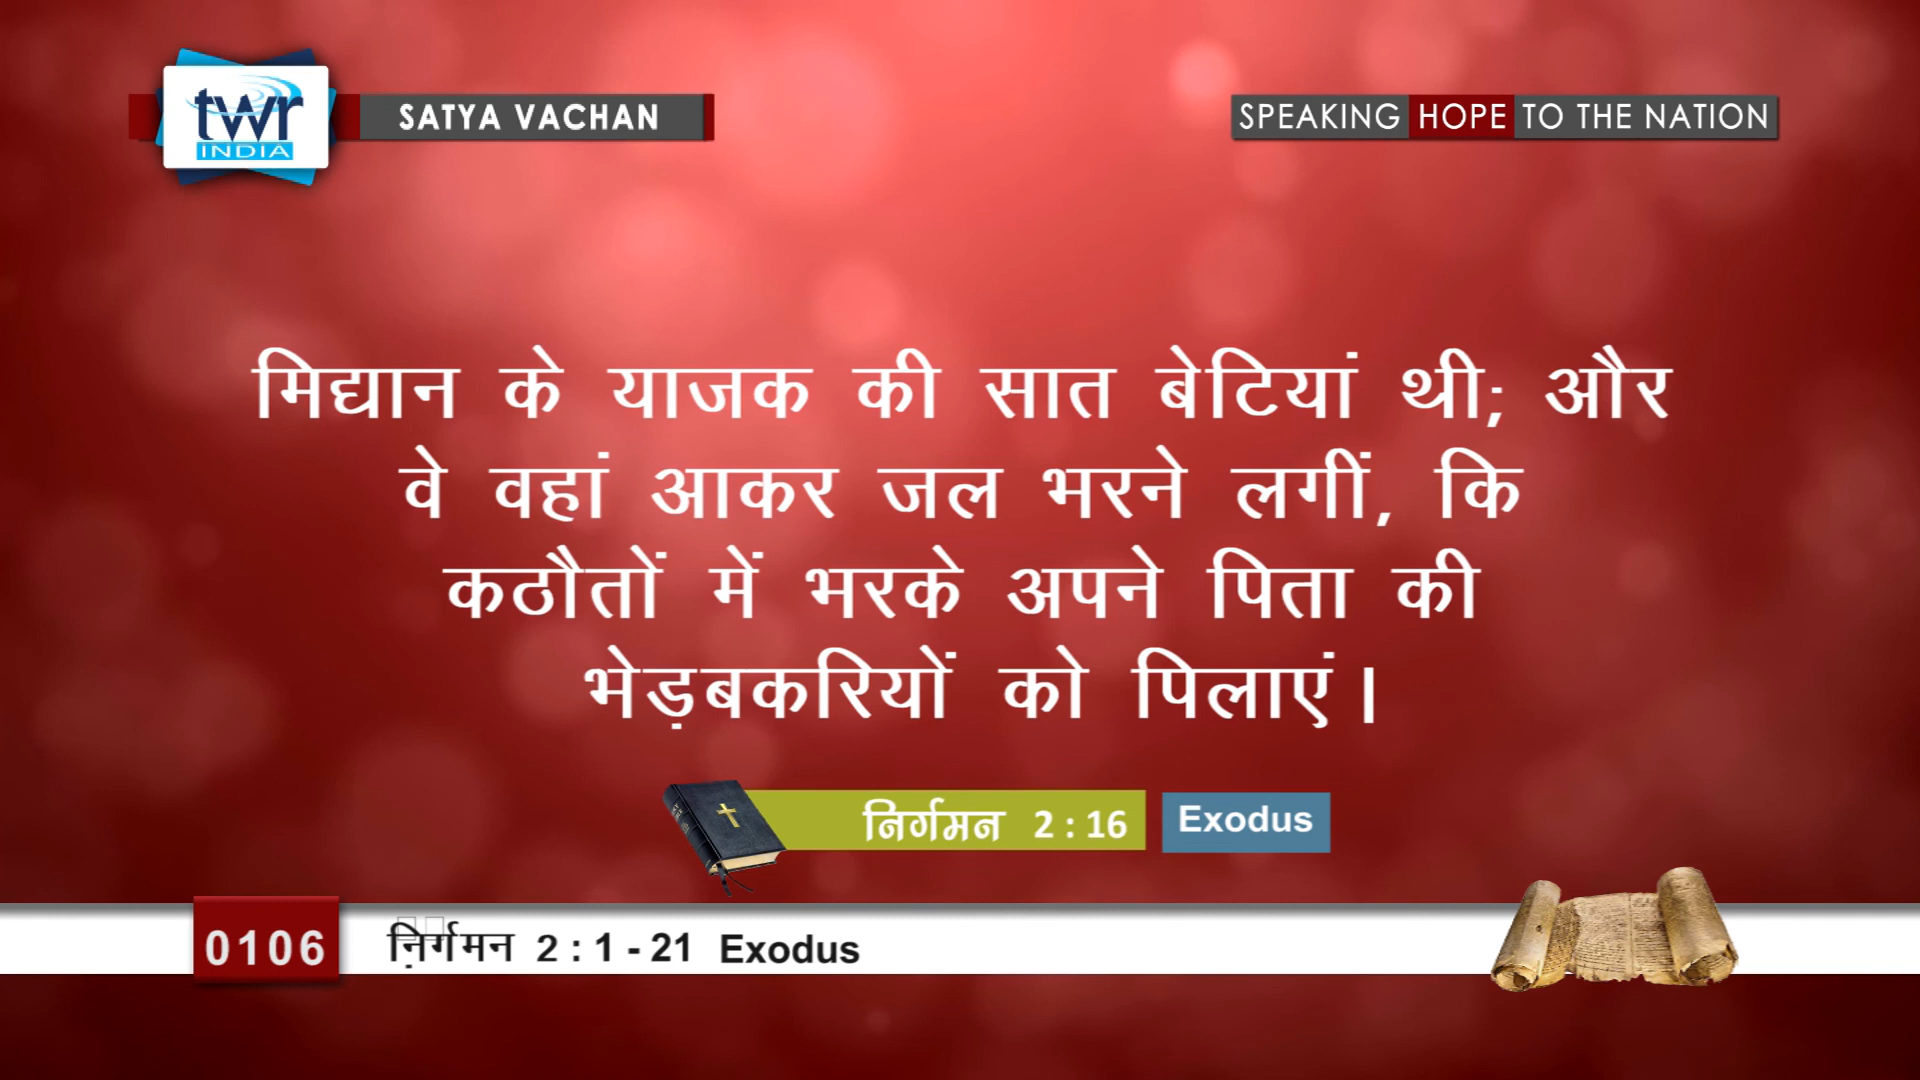 twr
INDIA
SATYA VACHAN
SPEAKING HOPE TO THE NATION
मिद्यान के याजक की सात बेटियां थी; और
वे वहां आकर जल भरने लगीं, कि
कठौतों में भरके अपने पिता की
भेड़बकरियों को पिलाएं।
निर्गमन 2 : 16 Exodus
0106 निर्गमन 2 : 1 - 21 Exodus